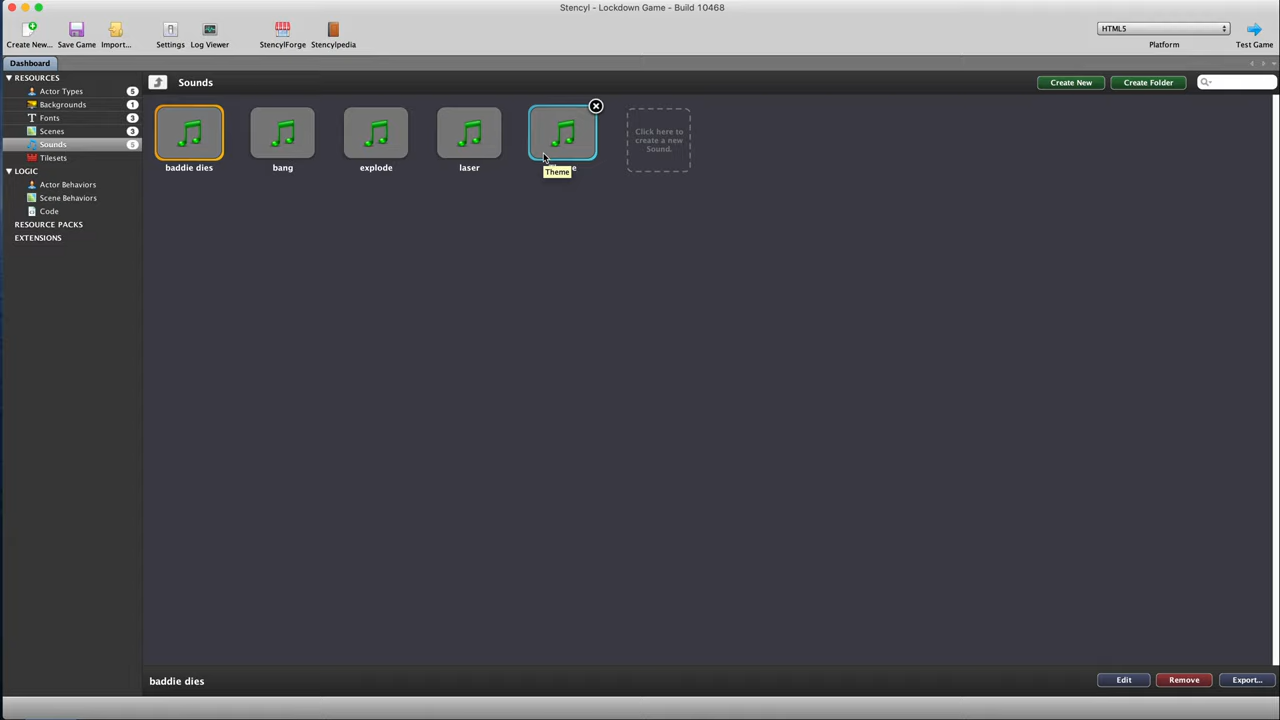 Stencyl - Lockdown Game - Build 10468
Create New... Save Game Import... Settings Log Viewer StencylForge Stencylpedia HTML5 Platform Test Game
Dashboard
RESOURCES
Actor Types 5
Backgrounds 1
Fonts 3
Scenes 3
Sounds 5
Tilesets
LOGIC
Actor Behaviors
Scene Behaviors
Code
RESOURCE PACKS
EXTENSIONS
Sounds Create New Create Folder
baddie dies bang explode laser
Theme
Click here to
create a new
Sound.
baddie dies Edit Remove Export...